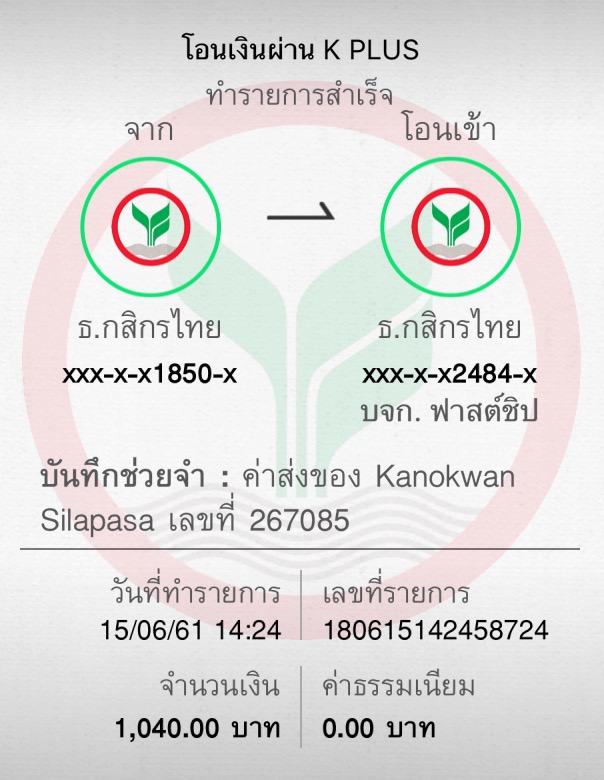 โอนเงินผ่าน K PLUS
ทำรายการสำเร็จ
จาก
โอนเข้า
ธ.กสิกรไทย
ธ.กสิกรไทย
xxx-x-x1850-x
xxx-x-x2484-x
บจก. ฟาสต์ชิป
บันทึกช่วยจำ : ค่าส่งของ Kanokwan
Silapasa เลขที่ 267085
วันที่ทำรายการ
เลขที่รายการ
15/06/61 14:24
180615142458724
จำนวนเงิน
ค่าธรรมเนียม
1,040.00 บาท
0.00 บาท